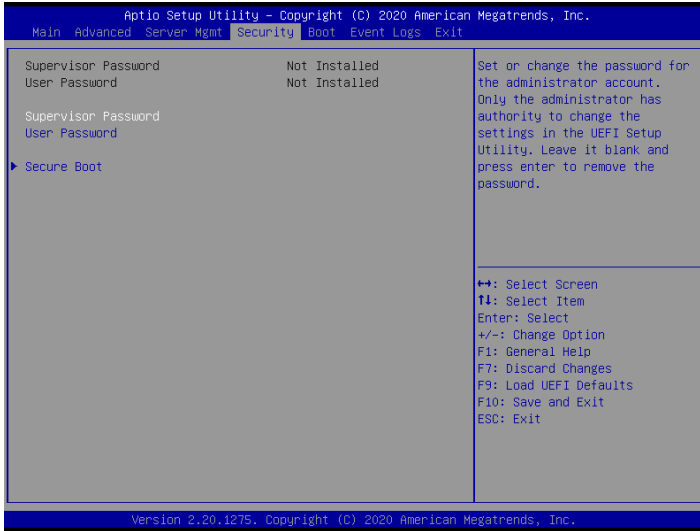 Aptio Setup Utility – Copyright (C) 2020 American Megatrends, Inc.
Main Advanced Server Mgmt Security Boot Event Logs Exit
Supervisor Password Not Installed
User Password Not Installed
Supervisor Password
User Password
Secure Boot
Set or change the password for
the administrator account.
Only the administrator has
authority to change the
settings in the UEFI Setup
Utility. Leave it blank and
press enter to remove the
password.
↔: Select Screen
↑↓: Select Item
Enter: Select
+/-: Change Option
F1: General Help
F7: Discard Changes
F9: Load UEFI Defaults
F10: Save and Exit
ESC: Exit
Version 2.20.1275. Copyright (C) 2020 American Megatrends, Inc.